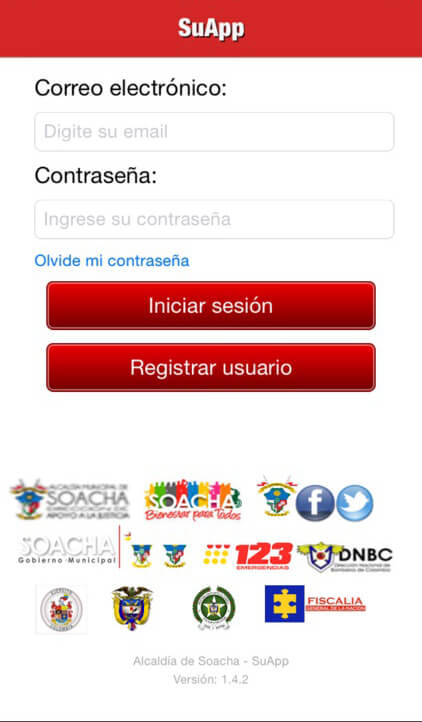 SuApp
Correo electrónico:
Digite su email
Contraseña:
Ingrese su contraseña
Olvide mi contraseña
Iniciar sesión
Registrar usuario
ALCALDÍA MUNICIPAL DE
SOACHA
APOYO A LA JUSTICIA
SOACHA
Bienestar para Todos
SOACHA
Gobierno Municipal
123
EMERGENCIAS
DNBC
Dirección Nacional de
Bomberos de Colombia
FISCALIA
GENERAL DE LA NACION
Alcaldía de Soacha - SuApp
Versión: 1.4.2